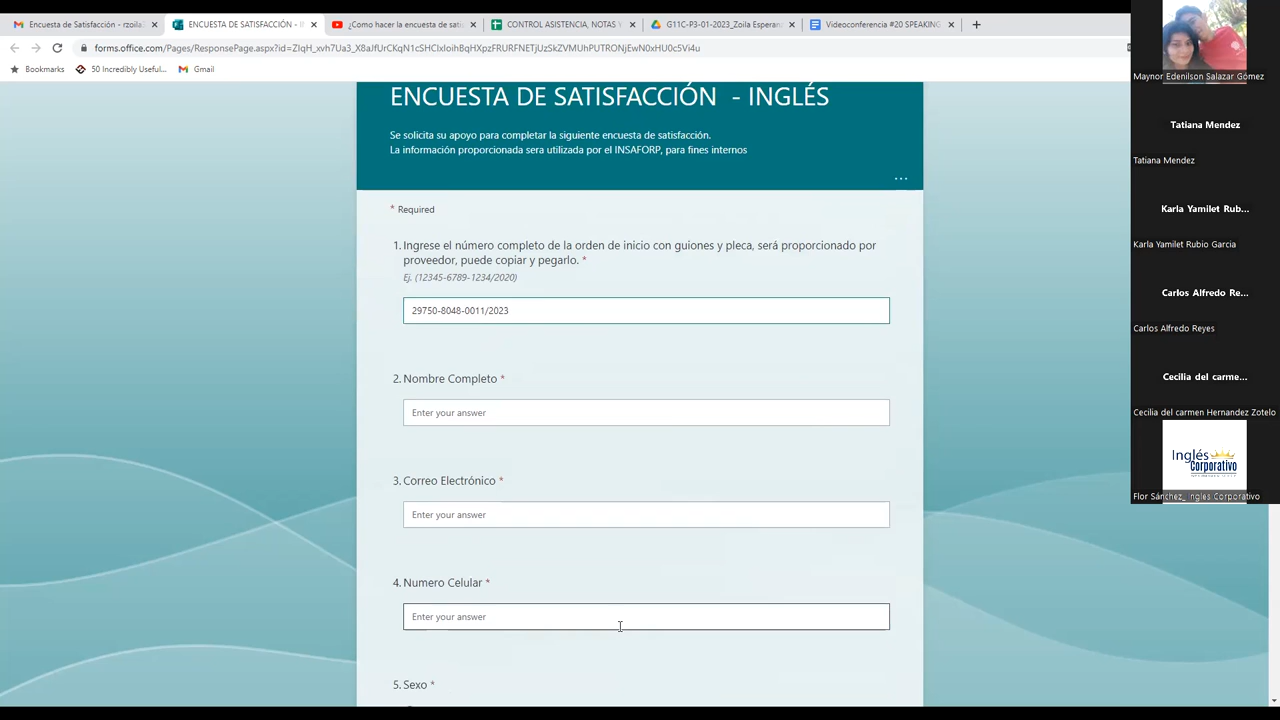 Encuesta de Satisfacción - rzoila
ENCUESTA DE SATISFACCIÓN - IN
¿Como hacer la encuesta de sati
CONTROL ASISTENCIA, NOTAS Y
G11C-P3-01-2023_Zoila Esperan
Videoconferencia #20 SPEAKING
forms.office.com/Pages/ResponsePage.aspx?id=ZIqH_xvh7Ua3_X8aJfUrCKqN1cSHCIxIoihBqHXpzFRURFNETjUzSkZVMUhPUTRONjEwN0xHU0c5Vi4u
Bookmarks
50 Incredibly Useful...
Gmail
ENCUESTA DE SATISFACCIÓN - INGLÉS
Se solicita su apoyo para completar la siguiente encuesta de satisfacción.
La información proporcionada sera utilizada por el INSAFORP, para fines internos
...
* Required
1. Ingrese el número completo de la orden de inicio con guiones y pleca, será proporcionado por
proveedor, puede copiar y pegarlo. *
Ej. (12345-6789-1234/2020)
29750-8048-0011/2023
2. Nombre Completo *
Enter your answer
3. Correo Electrónico *
Enter your answer
4. Numero Celular *
Enter your answer
5. Sexo *
Maynor Edenilson Salazar Gómez
Tatiana Mendez
Tatiana Mendez
Karla Yamilet Rub...
Karla Yamilet Rubio Garcia
Carlos Alfredo Re...
Carlos Alfredo Reyes
Cecilia del carme...
Cecilia del carmen Hernandez Zotelo
Inglés
Corporativo
Flor Sánchez_ Inglés Corporativo